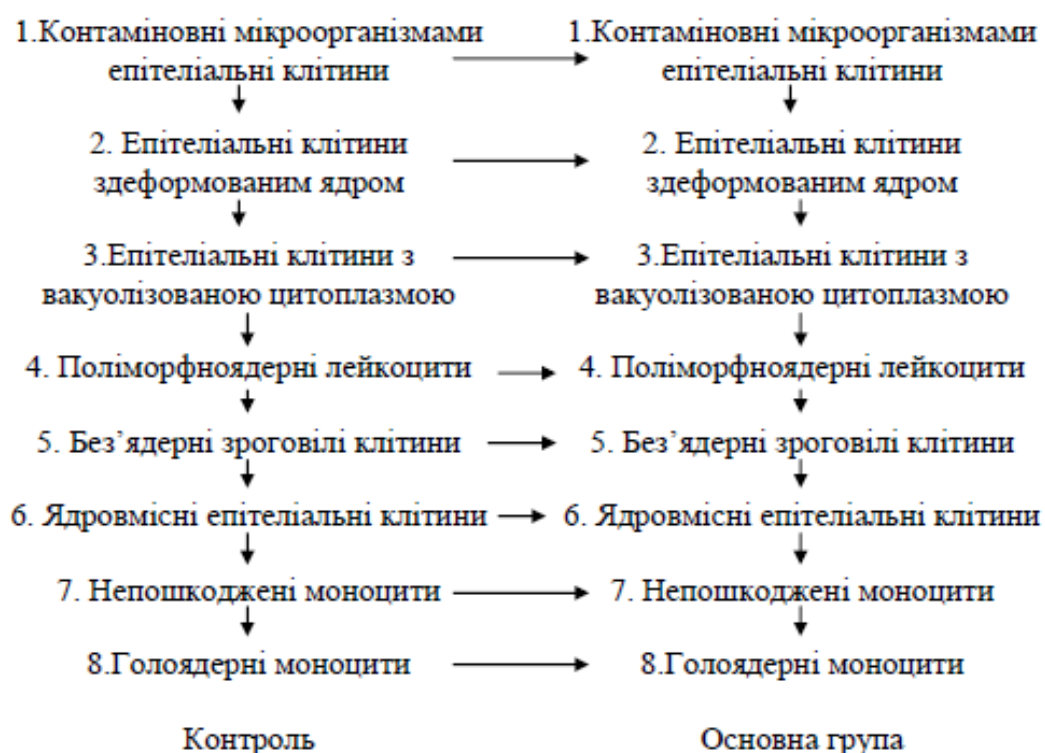 1.Контаміновні мікроорганізмами
епітеліальні клітини
2. Епітеліальні клітини
здеформованим ядром
3.Епітеліальні клітини з
вакуолізованою цитоплазмою
4. Поліморфноядерні лейкоцити
5. Без’ядерні зроговілі клітини
6. Ядровмісні епітеліальні клітини
7. Непошкоджені моноцити
8.Голоядерні моноцити
Контроль
1.Контаміновні мікроорганізмами
епітеліальні клітини
2. Епітеліальні клітини
здеформованим ядром
3.Епітеліальні клітини з
вакуолізованою цитоплазмою
4. Поліморфноядерні лейкоцити
5. Без’ядерні зроговілі клітини
6. Ядровмісні епітеліальні клітини
7. Непошкоджені моноцити
8.Голоядерні моноцити
Основна група